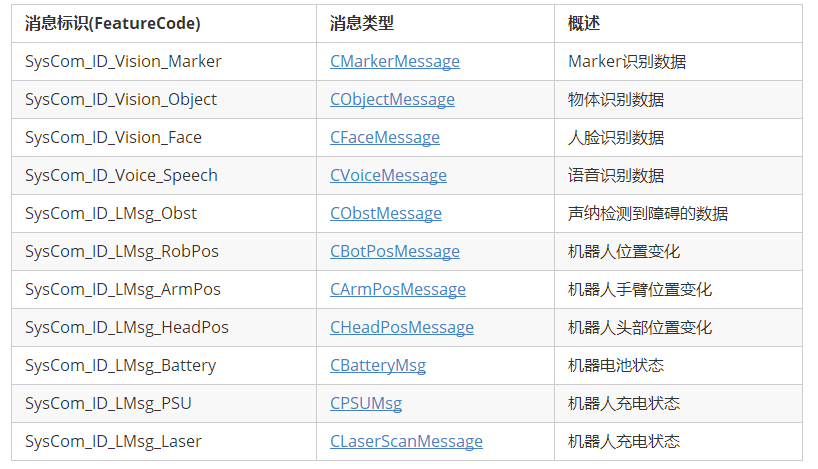 消息标识(FeatureCode) 消息类型 概述
SysCom_ID_Vision_Marker CMarkerMessage Marker识别数据
SysCom_ID_Vision_Object CObjectMessage 物体识别数据
SysCom_ID_Vision_Face CFaceMessage 人脸识别数据
SysCom_ID_Voice_Speech CVoiceMessage 语音识别数据
SysCom_ID_LMsg_Obst CObstMessage 声纳检测到障碍的数据
SysCom_ID_LMsg_RobPos CBotPosMessage 机器人位置变化
SysCom_ID_LMsg_ArmPos CArmPosMessage 机器人手臂位置变化
SysCom_ID_LMsg_HeadPos CHeadPosMessage 机器人头部位置变化
SysCom_ID_LMsg_Battery CBatteryMsg 机器电池状态
SysCom_ID_LMsg_PSU CPSUMsg 机器人充电状态
SysCom_ID_LMsg_Laser CLaserScanMessage 机器人充电状态